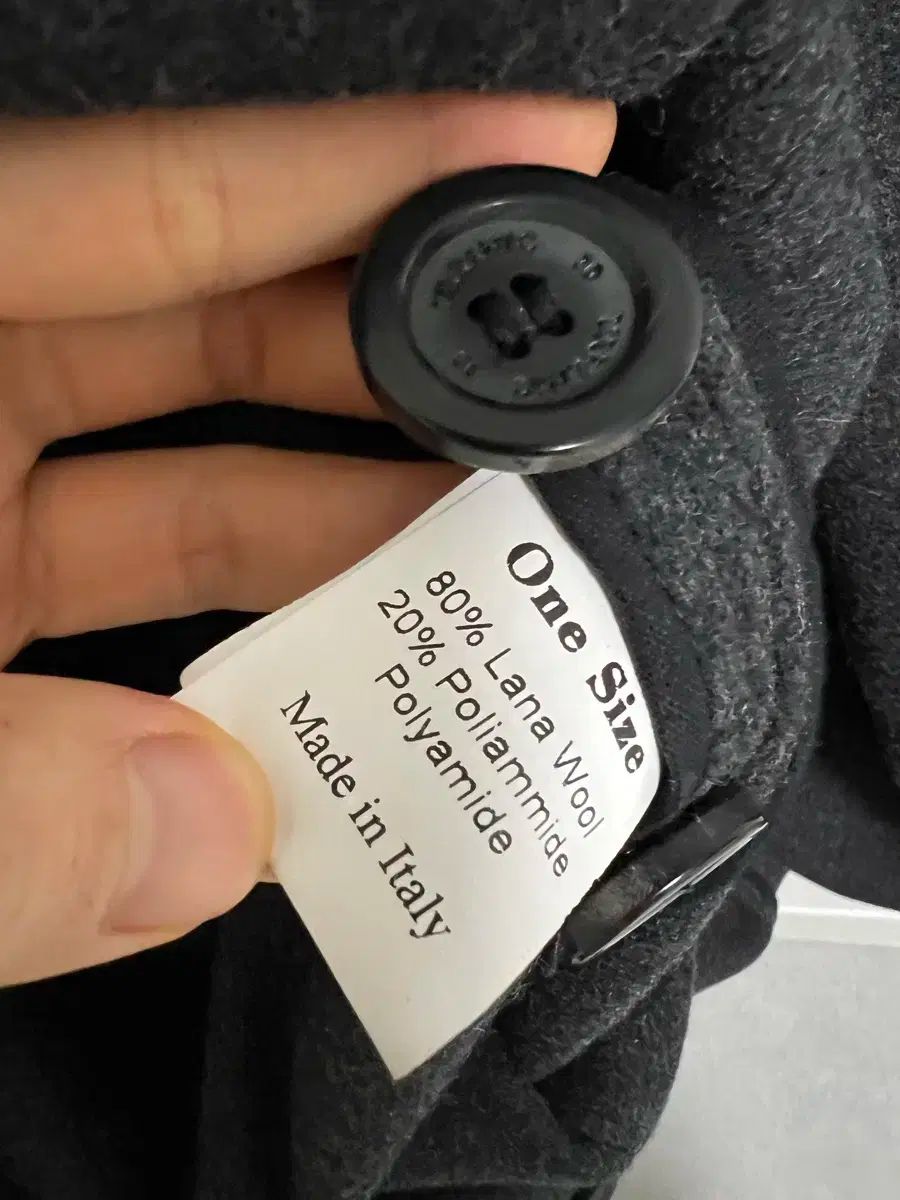 One Size
80% Lana Wool
20% Poliammide
Polyamide
Made in Italy